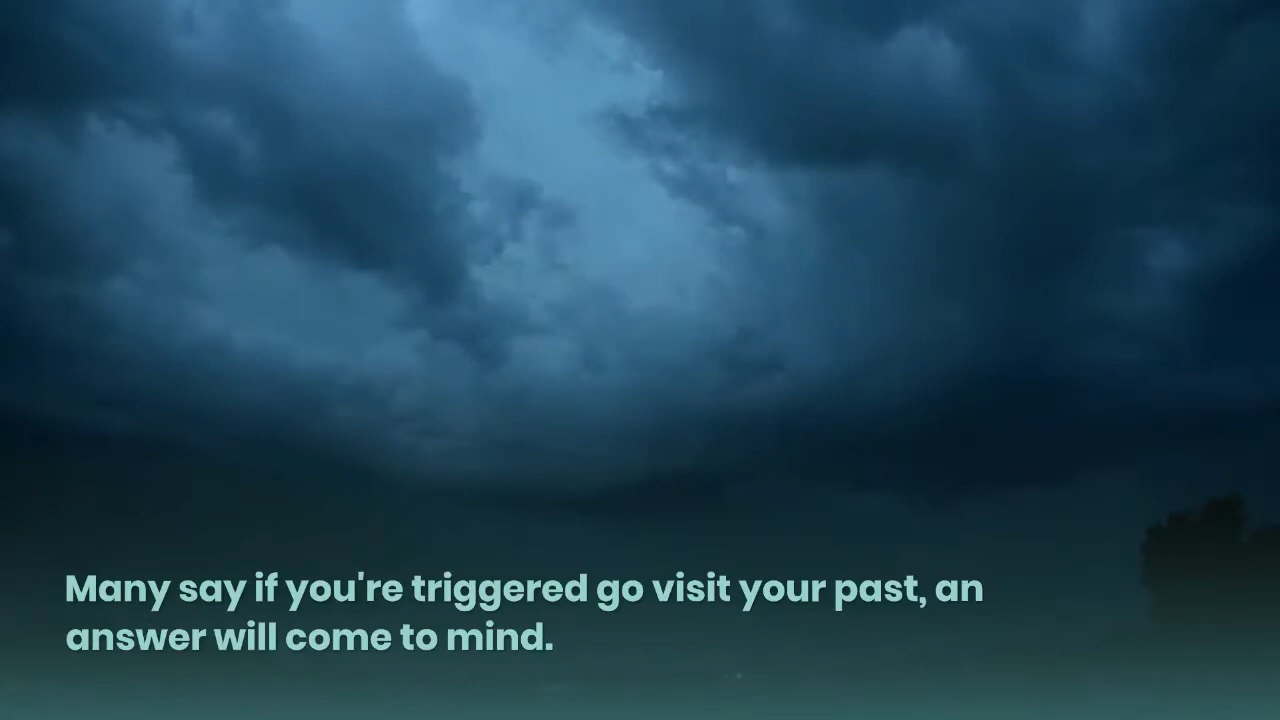 Many say if you're triggered go visit your past, an
answer will come to mind.